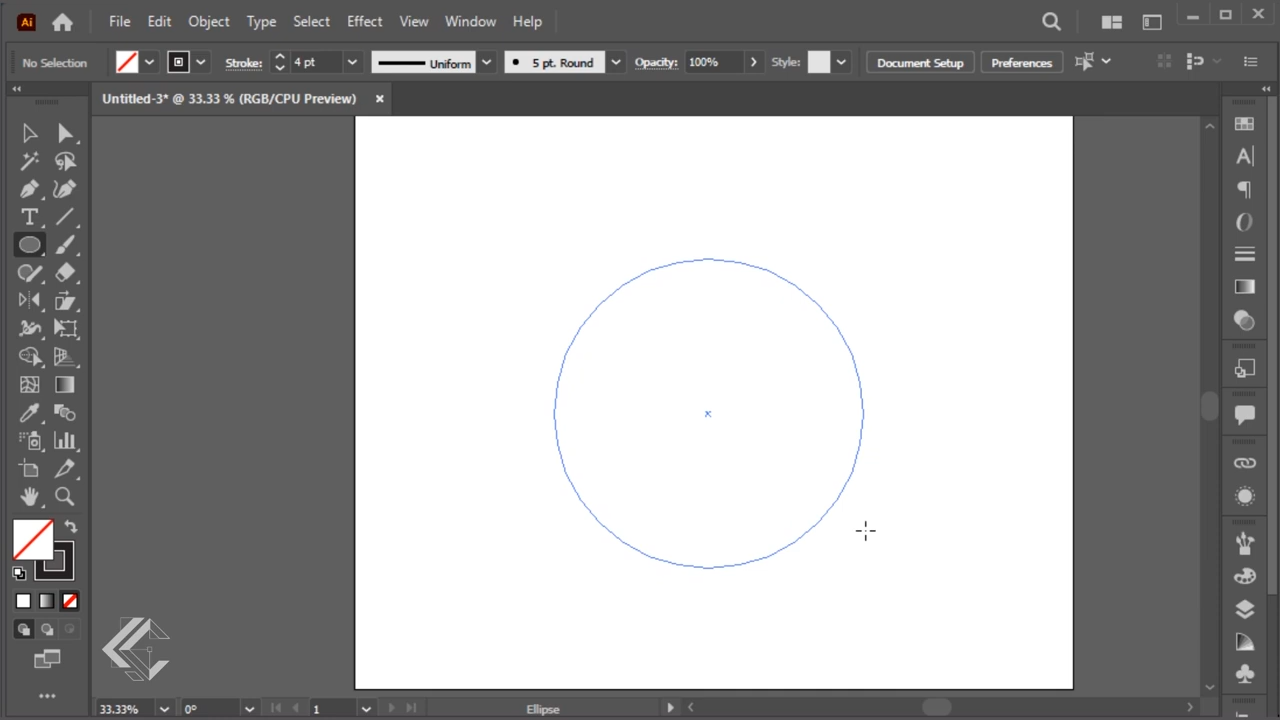 Ai File Edit Object Type Select Effect View Window Help
No Selection Stroke: 4 pt Uniform 5 pt. Round Opacity: 100% Style: Document Setup Preferences
Untitled-3* @ 33.33 % (RGB/CPU Preview)
33.33% 0° 1 Ellipse